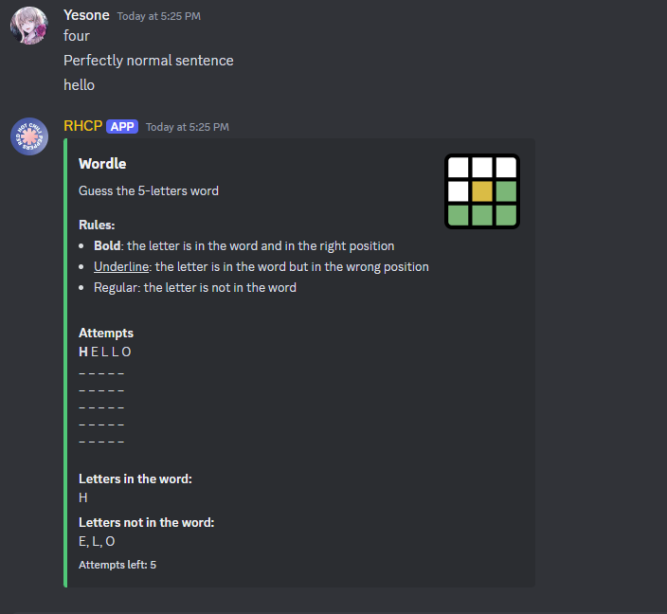 Yesone Today at 5:25 PM
four
Perfectly normal sentence
hello
RHCP APP Today at 5:25 PM
Wordle
Guess the 5-letters word
Rules:
• Bold: the letter is in the word and in the right position
• Underline: the letter is in the word but in the wrong position
• Regular: the letter is not in the word
Attempts
H E L L O
_ _ _ _ _
_ _ _ _ _
_ _ _ _ _
_ _ _ _ _
_ _ _ _ _
Letters in the word:
H
Letters not in the word:
E, L, O
Attempts left: 5